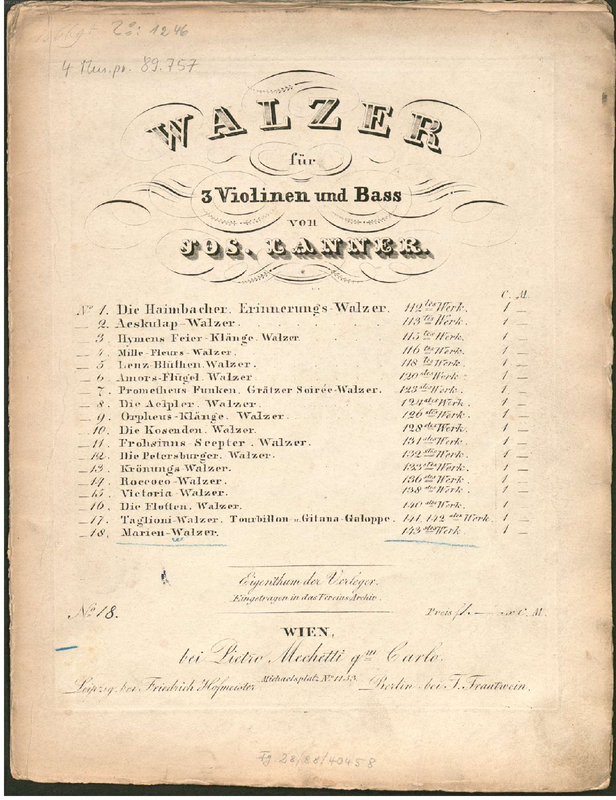 2o: 1246
4 Mus.pr. 89.757
WALZER
für
3 Violinen und Bass
von
JOS. LANNER.
C. M.
No 1. Die Haimbacher. Erinnerungs-Walzer. 112tes Werk. 1 —
— 2. Aeskulap-Walzer. 113tes Werk. 1 —
— 3. Hymens Feier-Klänge. Walzer 115tes Werk. 1 —
— 4. Mille-Fleurs-Walzer. 116tes Werk. 1 —
— 5. Lenz-Blüthen. Walzer. 118tes Werk. 1 —
— 6. Amors-Flügel. Walzer 120stes Werk. 1 —
— 7. Prometheus-Funken. Grätzer Soirée-Walzer. 123stes Werk. 1 —
— 8. Die Aelpler. Walzer. 124stes Werk. 1 —
— 9. Orpheus-Klänge. Walzer. 126stes Werk. 1 —
— 10. Die Kosenden. Walzer. 128stes Werk. 1 —
— 11. Frohsinns-Scepter. Walzer. 131stes Werk. 1 —
— 12. Die Petersburger. Walzer. 132stes Werk. 1 —
— 13. Krönungs-Walzer. 133stes Werk. 1 —
— 14. Roccoco-Walzer. 136stes Werk. 1 —
— 15. Victoria-Walzer. 138stes Werk. 1 —
— 16. Die Flotten. Walzer. 140stes Werk. 1 —
— 17. Taglioni-Walzer. Tourbillon- u. Gitana-Galoppe. 141, 142stes Werk. 1 —
— 18. Marien-Walzer. 143stes Werk. 1 —
Eigenthum der Verleger.
Eingetragen in das Vereins Archiv.
No 18. Preis f 1.— x C. M.
WIEN,
bei Pietro Mechetti qm Carlo.
Michaelsplatz No 1153.
Leipzig, bei Friedrich Hofmeister Berlin bei T. Trautwein.